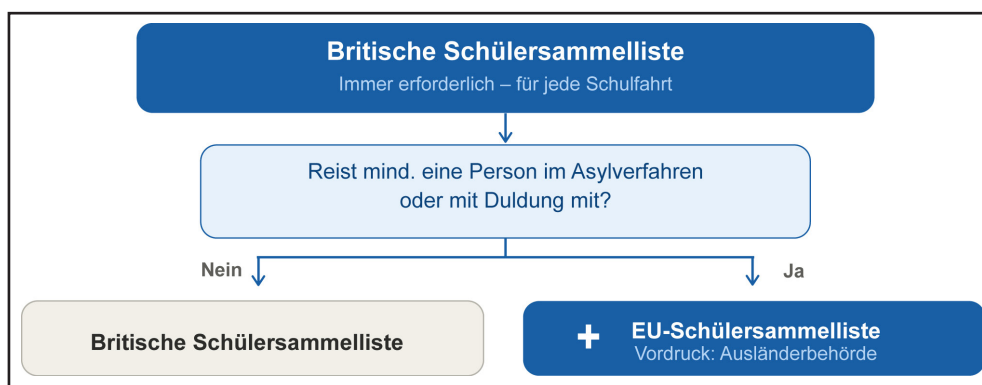 Britische Schülersammelliste
Immer erforderlich – für jede Schulfahrt
Reist mind. eine Person im Asylverfahren
oder mit Duldung mit?
Nein
Ja
Britische Schülersammelliste
+ EU-Schülersammelliste
Vordruck: Ausländerbehörde